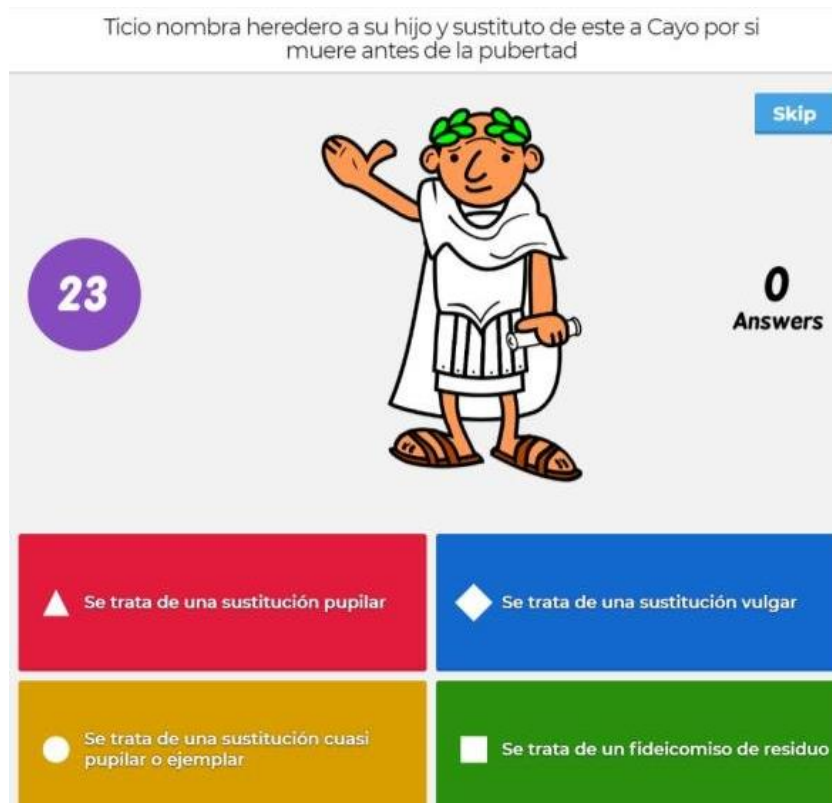 Ticio nombra heredero a su hijo y sustituto de este a Cayo por si
muere antes de la pubertad
Skip
23
0
Answers
Se trata de una sustitución pupilar
Se trata de una sustitución vulgar
Se trata de una sustitución cuasi
pupilar o ejemplar
Se trata de un fideicomiso de residuo